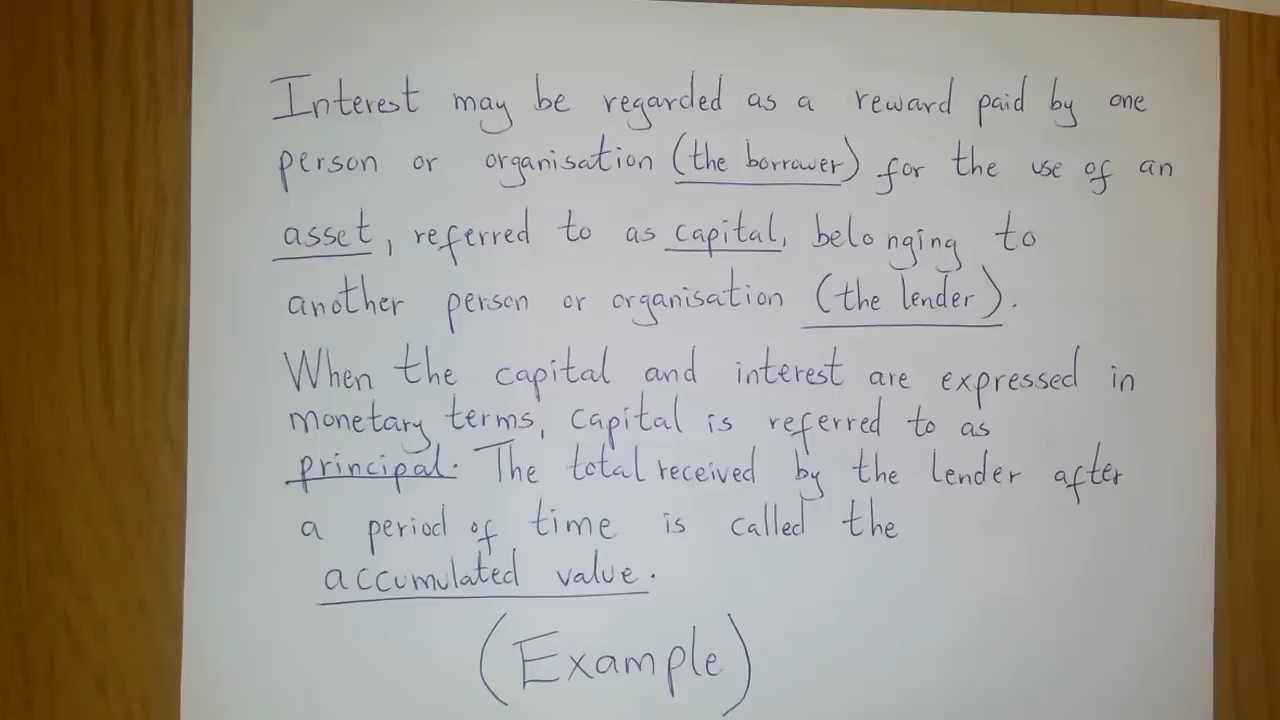 Interest may be regarded as a reward paid by one
person or organisation (the borrower) for the use of an
asset, referred to as capital, belonging to
another person or organisation (the lender).
When the capital and interest are expressed in
monetary terms, capital is referred to as
principal. The total received by the lender after
a period of time is called the
accumulated value.
(Example)